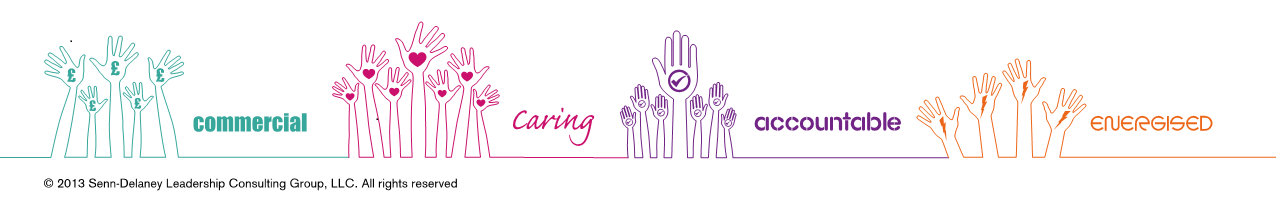 £ £ £ £ £
commercial
Caring
accountable
ENERGISED
© 2013 Senn-Delaney Leadership Consulting Group, LLC. All rights reserved